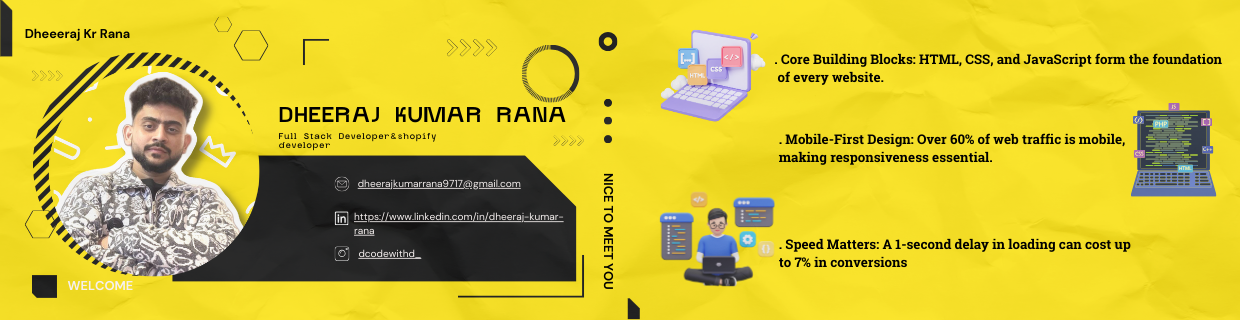 Dheeeraj Kr Rana
DHEERAJ KUMAR RANA
Full Stack Developer&shopify
developer
dheerajkumarrana9717@gmail.com
https://www.linkedin.com/in/dheeraj-kumar-
rana
dcodewithd_
WELCOME
NICE TO MEET YOU
. Core Building Blocks: HTML, CSS, and JavaScript form the foundation
of every website.
. Mobile-First Design: Over 60% of web traffic is mobile,
making responsiveness essential.
. Speed Matters: A 1-second delay in loading can cost up
to 7% in conversions
HTML
CSS
</>
JS
PHP
C++
CSS
HTML
</>